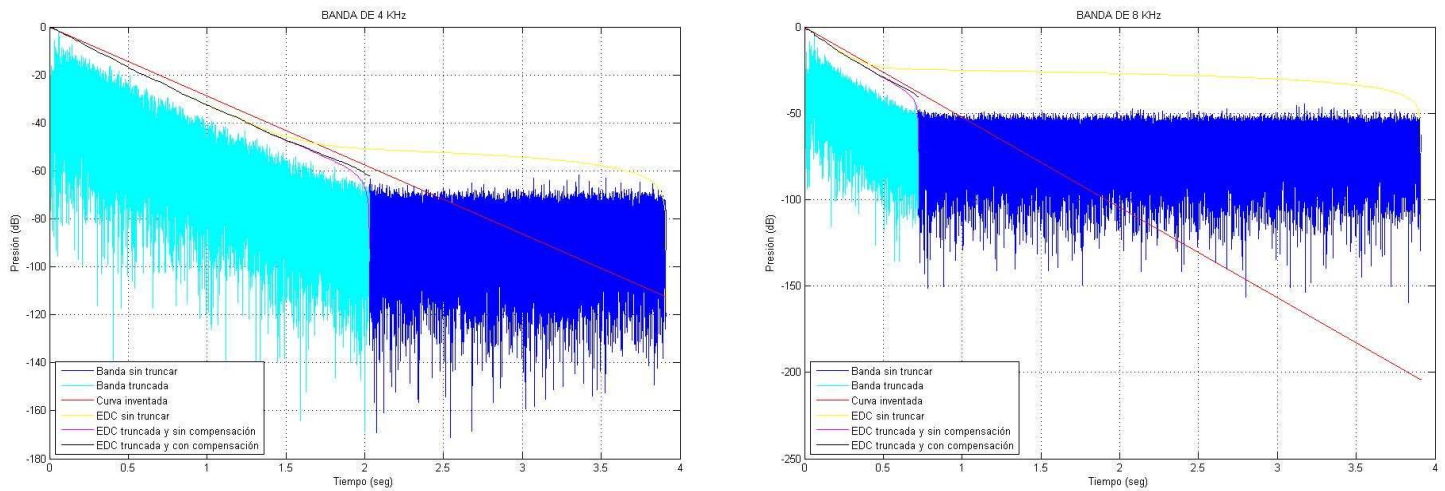 BANDA DE 4 KHz
0
-20
-40
-60
-80
-100
-120
-140
-160
-180
Presión (dB)
Banda sin truncar
Banda truncada
Curva inventada
EDC sin truncar
EDC truncada y sin compensación
EDC truncada y con compensación
0 0.5 1 1.5 2 2.5 3 3.5 4
Tiempo (seg)
BANDA DE 8 KHz
0
-50
-100
-150
-200
-250
Presión (dB)
Banda sin truncar
Banda truncada
Curva inventada
EDC sin truncar
EDC truncada y sin compensación
EDC truncada y con compensación
0 0.5 1 1.5 2 2.5 3 3.5 4
Tiempo (seg)